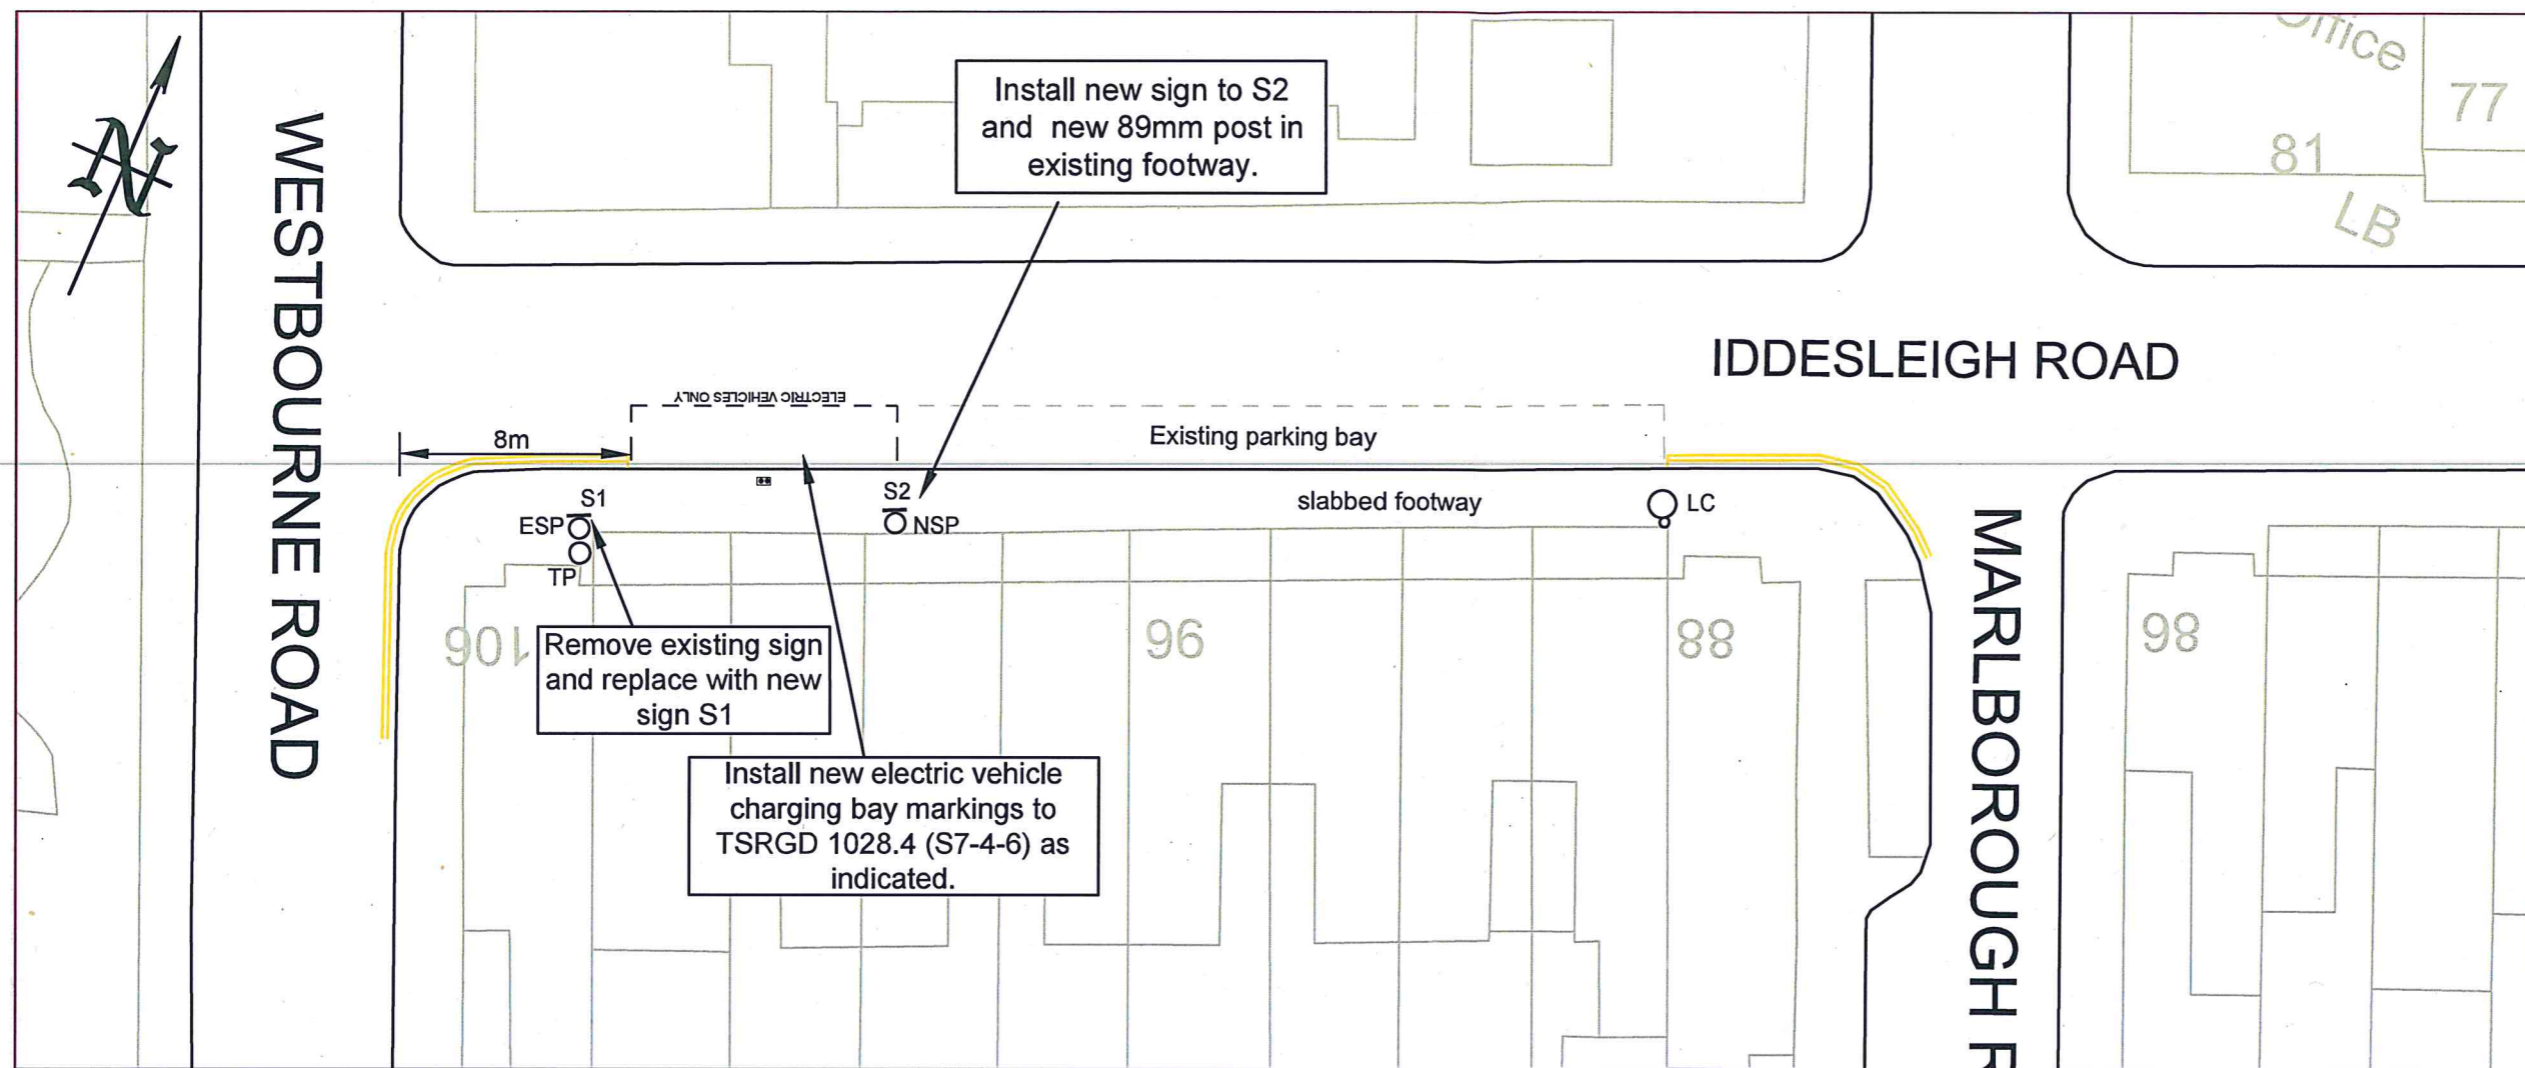 Office
77
81
LB
Install new sign to S2
and new 89mm post in
existing footway.
WESTBOURNE ROAD
IDDESLEIGH ROAD
ELECTRIC VEHICLES ONLY
8m
Existing parking bay
S1
S2
ESP
NSP
slabbed footway
LC
TP
106
96
88
86
Remove existing sign
and replace with new
sign S1
MARLBOROUGH R
Install new electric vehicle
charging bay markings to
TSRGD 1028.4 (S7-4-6) as
indicated.